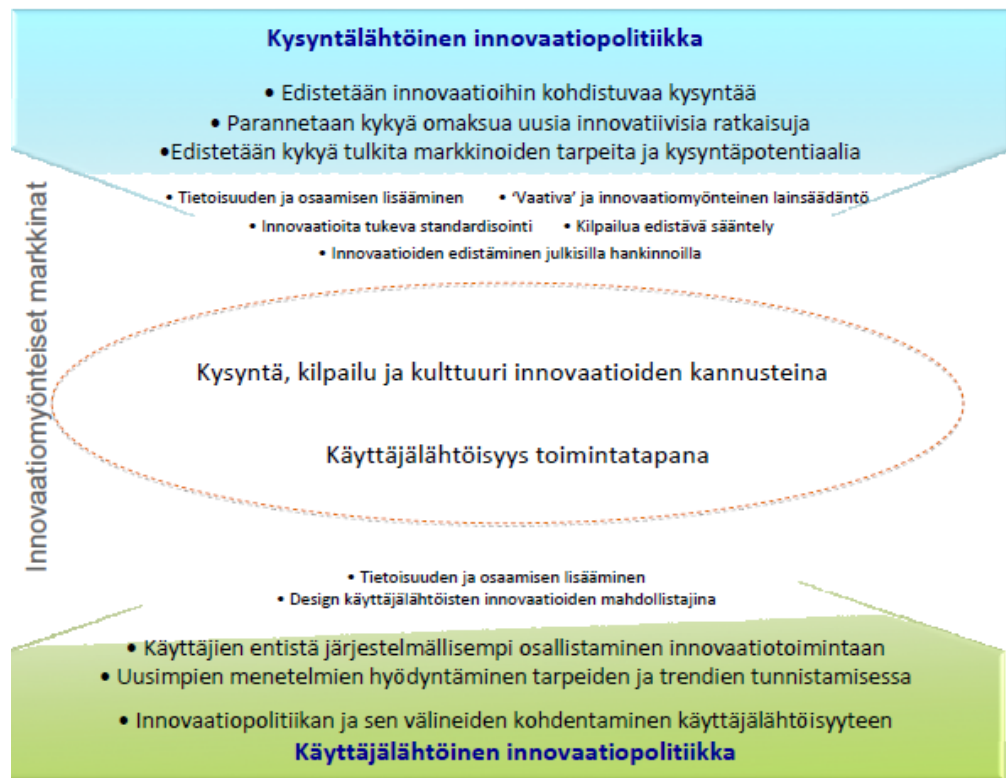 Kysyntälähtöinen innovaatiopolitiikka
• Edistetään innovaatioihin kohdistuvaa kysyntää
• Parannetaan kykyä omaksua uusia innovatiivisia ratkaisuja
•Edistetään kykyä tulkita markkinoiden tarpeita ja kysyntäpotentiaalia
• Tietoisuuden ja osaamisen lisääminen • 'Vaativa' ja innovaatiomyönteinen lainsäädäntö
• Innovaatioita tukeva standardisointi • Kilpailua edistävä sääntely
• Innovaatioiden edistäminen julkisilla hankinnoilla
Innovaatiomyönteiset markkinat
Kysyntä, kilpailu ja kulttuuri innovaatioiden kannusteina
Käyttäjälähtöisyys toimintatapana
• Tietoisuuden ja osaamisen lisääminen
• Design käyttäjälähtöisten innovaatioiden mahdollistajina
• Käyttäjien entistä järjestelmällisempi osallistaminen innovaatiotoimintaan
• Uusimpien menetelmien hyödyntäminen tarpeiden ja trendien tunnistamisessa
• Innovaatiopolitiikan ja sen välineiden kohdentaminen käyttäjälähtöisyyteen
Käyttäjälähtöinen innovaatiopolitiikka